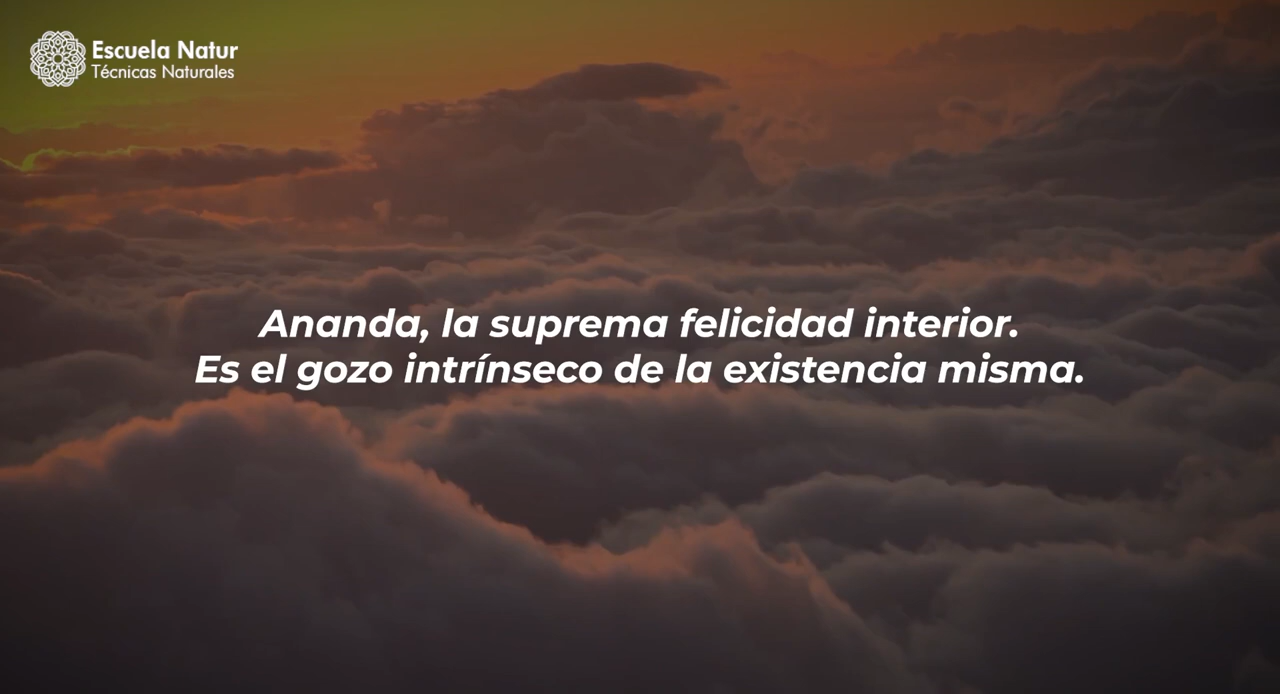 Escuela Natur
Técnicas Naturales
Ananda, la suprema felicidad interior.
Es el gozo intrínseco de la existencia misma.